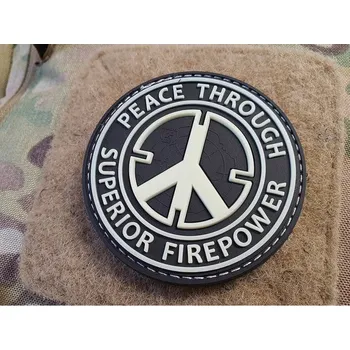 PEACE THROUGH
SUPERIOR FIREPOWER